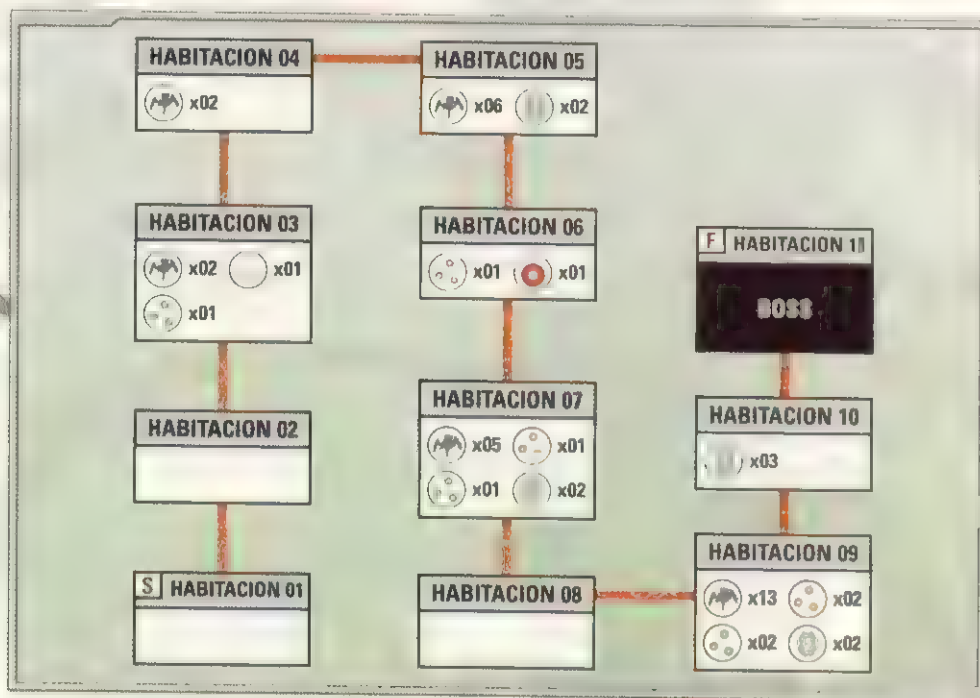 HABITACION 04
x02
HABITACION 05
x06 x02
HABITACION 03
x02 x01
x01
HABITACION 06
x01 x01
F HABITACION 11
BOSS
HABITACION 02
HABITACION 07
x05 x01
x01 x02
HABITACION 10
x03
S HABITACION 01
HABITACION 08
HABITACION 09
x13 x02
x02 x02